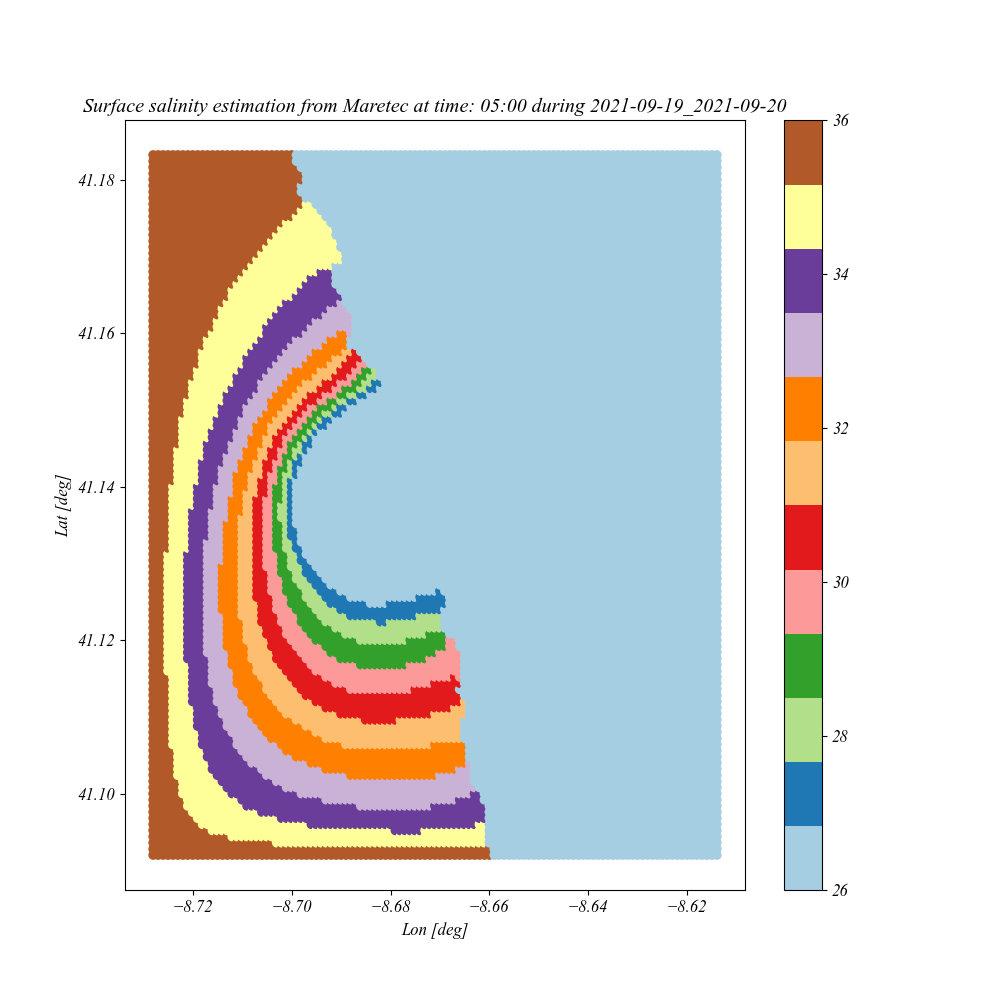 Surface salinity estimation from Maretec at time: 05:00 during 2021-09-19_2021-09-20
36
41.18
34
41.16
32
Lat [deg]
41.14
30
41.12
28
41.10
26
−8.72 −8.70 −8.68 −8.66 −8.64 −8.62
Lon [deg]